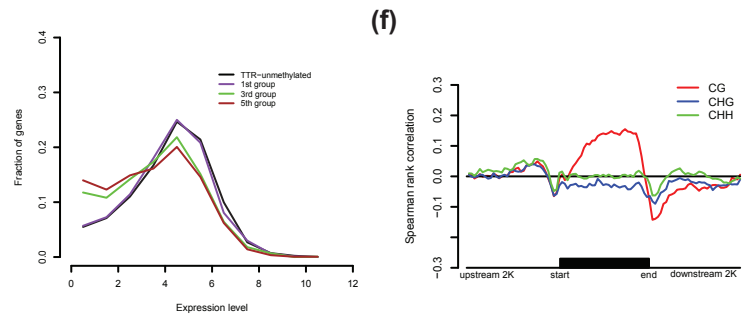 (f)
0.4
0.3
0.2
0.1
0.0
Fraction of genes
TTR−unmethylated
1st group
3rd group
5th group
0 2 4 6 8 10 12
Expression level
0.3
0.2
0.1
0.0
−0.1
−0.3
Spearman rank correlation
CG
CHG
CHH
upstream 2K start end downstream 2K